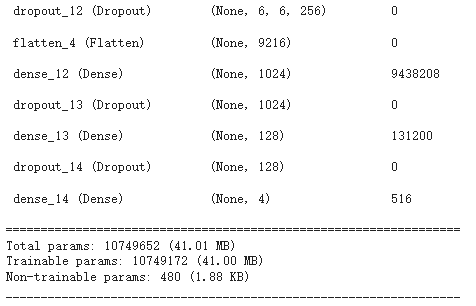 dropout_12 (Dropout) (None, 6, 6, 256) 0
flatten_4 (Flatten) (None, 9216) 0
dense_12 (Dense) (None, 1024) 9438208
dropout_13 (Dropout) (None, 1024) 0
dense_13 (Dense) (None, 128) 131200
dropout_14 (Dropout) (None, 128) 0
dense_14 (Dense) (None, 4) 516
=================================================================
Total params: 10749652 (41.01 MB)
Trainable params: 10749172 (41.00 MB)
Non-trainable params: 480 (1.88 KB)
_________________________________________________________________